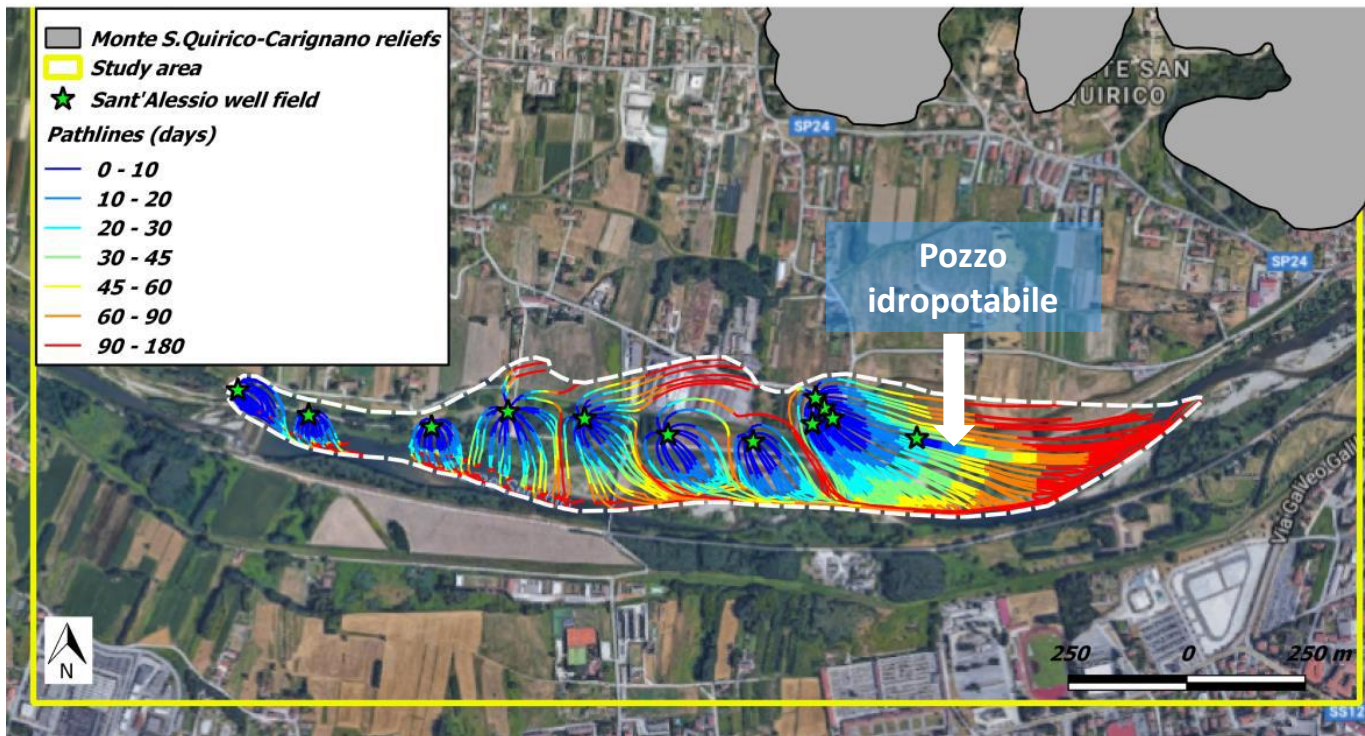 Monte S.Quirico-Carignano reliefs
Study area
Sant'Alessio well field
Pathlines (days)
0 - 10
10 - 20
20 - 30
30 - 45
45 - 60
60 - 90
90 - 180
SP24
TE SAN
QUIRICO
Pozzo
idropotabile
SP24
Via Galileo Galil
N
250 0 250 m
SS12